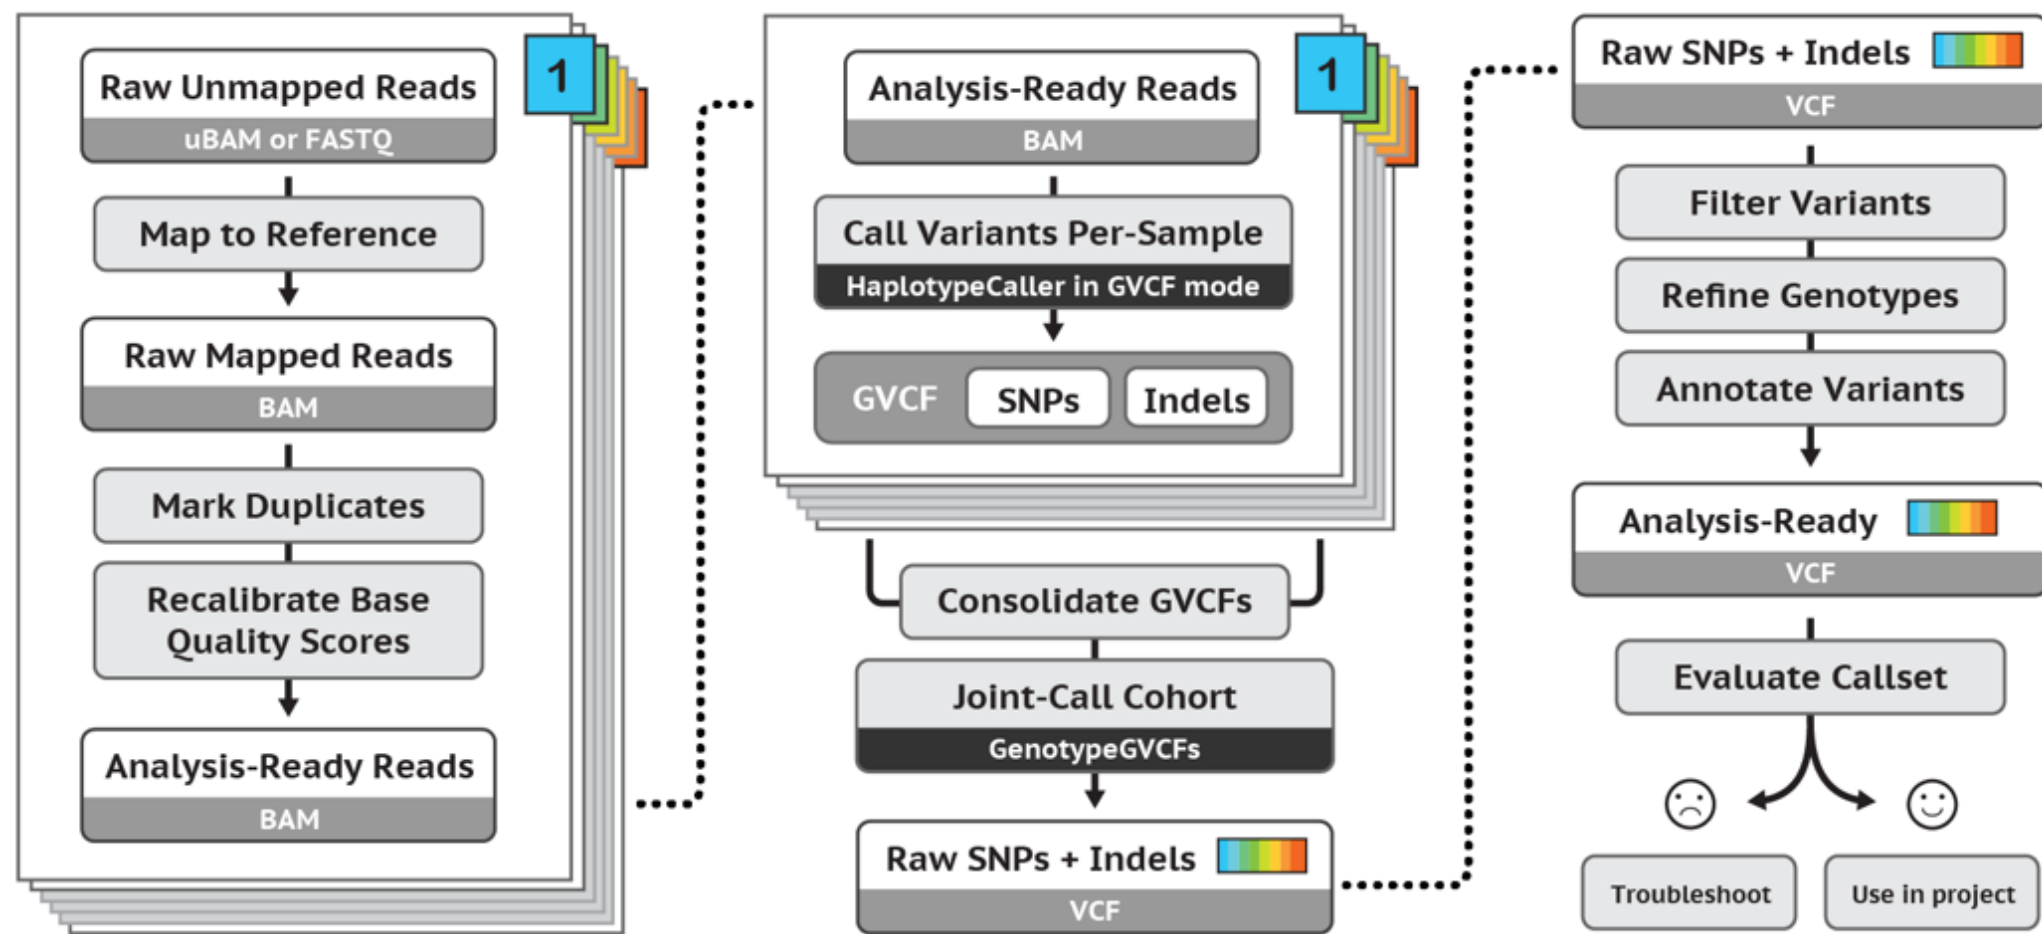 1
Raw Unmapped Reads
uBAM or FASTQ
Map to Reference
Raw Mapped Reads
BAM
Mark Duplicates
Recalibrate Base
Quality Scores
Analysis-Ready Reads
BAM
1
Analysis-Ready Reads
BAM
Call Variants Per-Sample
HaplotypeCaller in GVCF mode
GVCF SNPs Indels
Consolidate GVCFs
Joint-Call Cohort
GenotypeGVCFs
Raw SNPs + Indels
VCF
Raw SNPs + Indels
VCF
Filter Variants
Refine Genotypes
Annotate Variants
Analysis-Ready
VCF
Evaluate Callset
Troubleshoot
Use in project